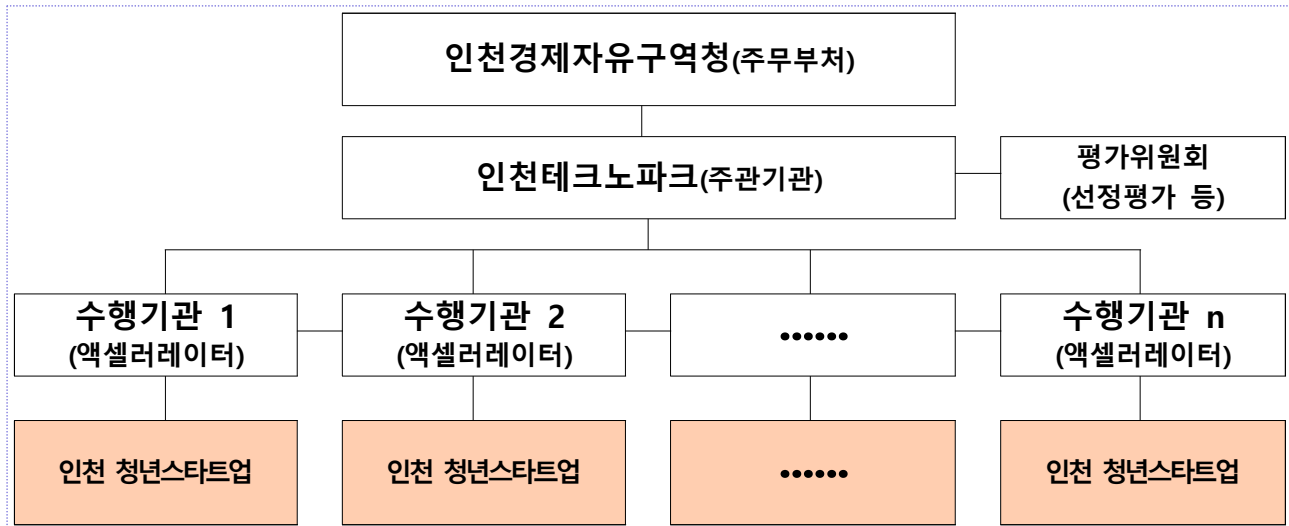 인천경제자유구역청(주무부처)
인천테크노파크(주관기관)
평가위원회
(선정평가 등)
수행기관 1
(액셀러레이터)
수행기관 2
(액셀러레이터)
••••••
수행기관 n
(액셀러레이터)
인천 청년스타트업
인천 청년스타트업
••••••
인천 청년스타트업